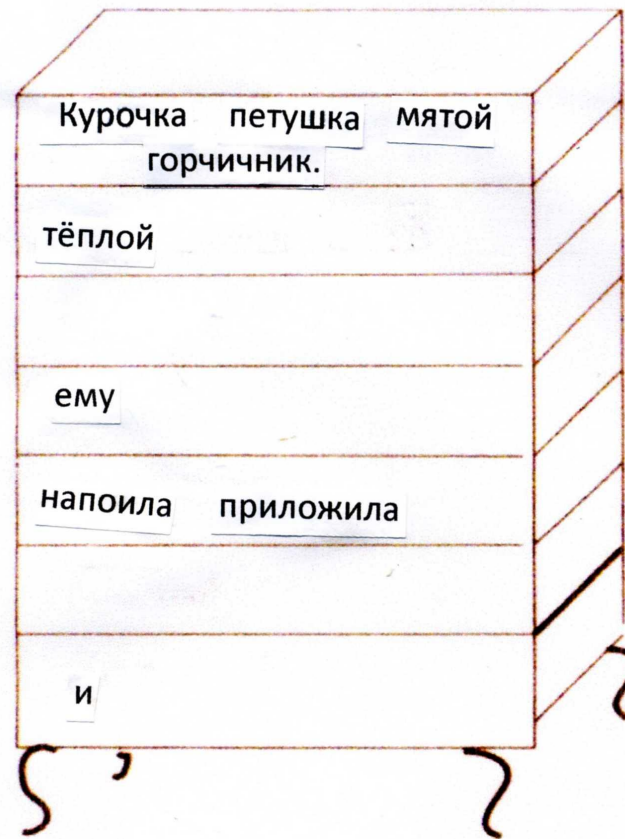 Курочка петушка мятой
горчичник.
тёплой
ему
напоила приложила
и